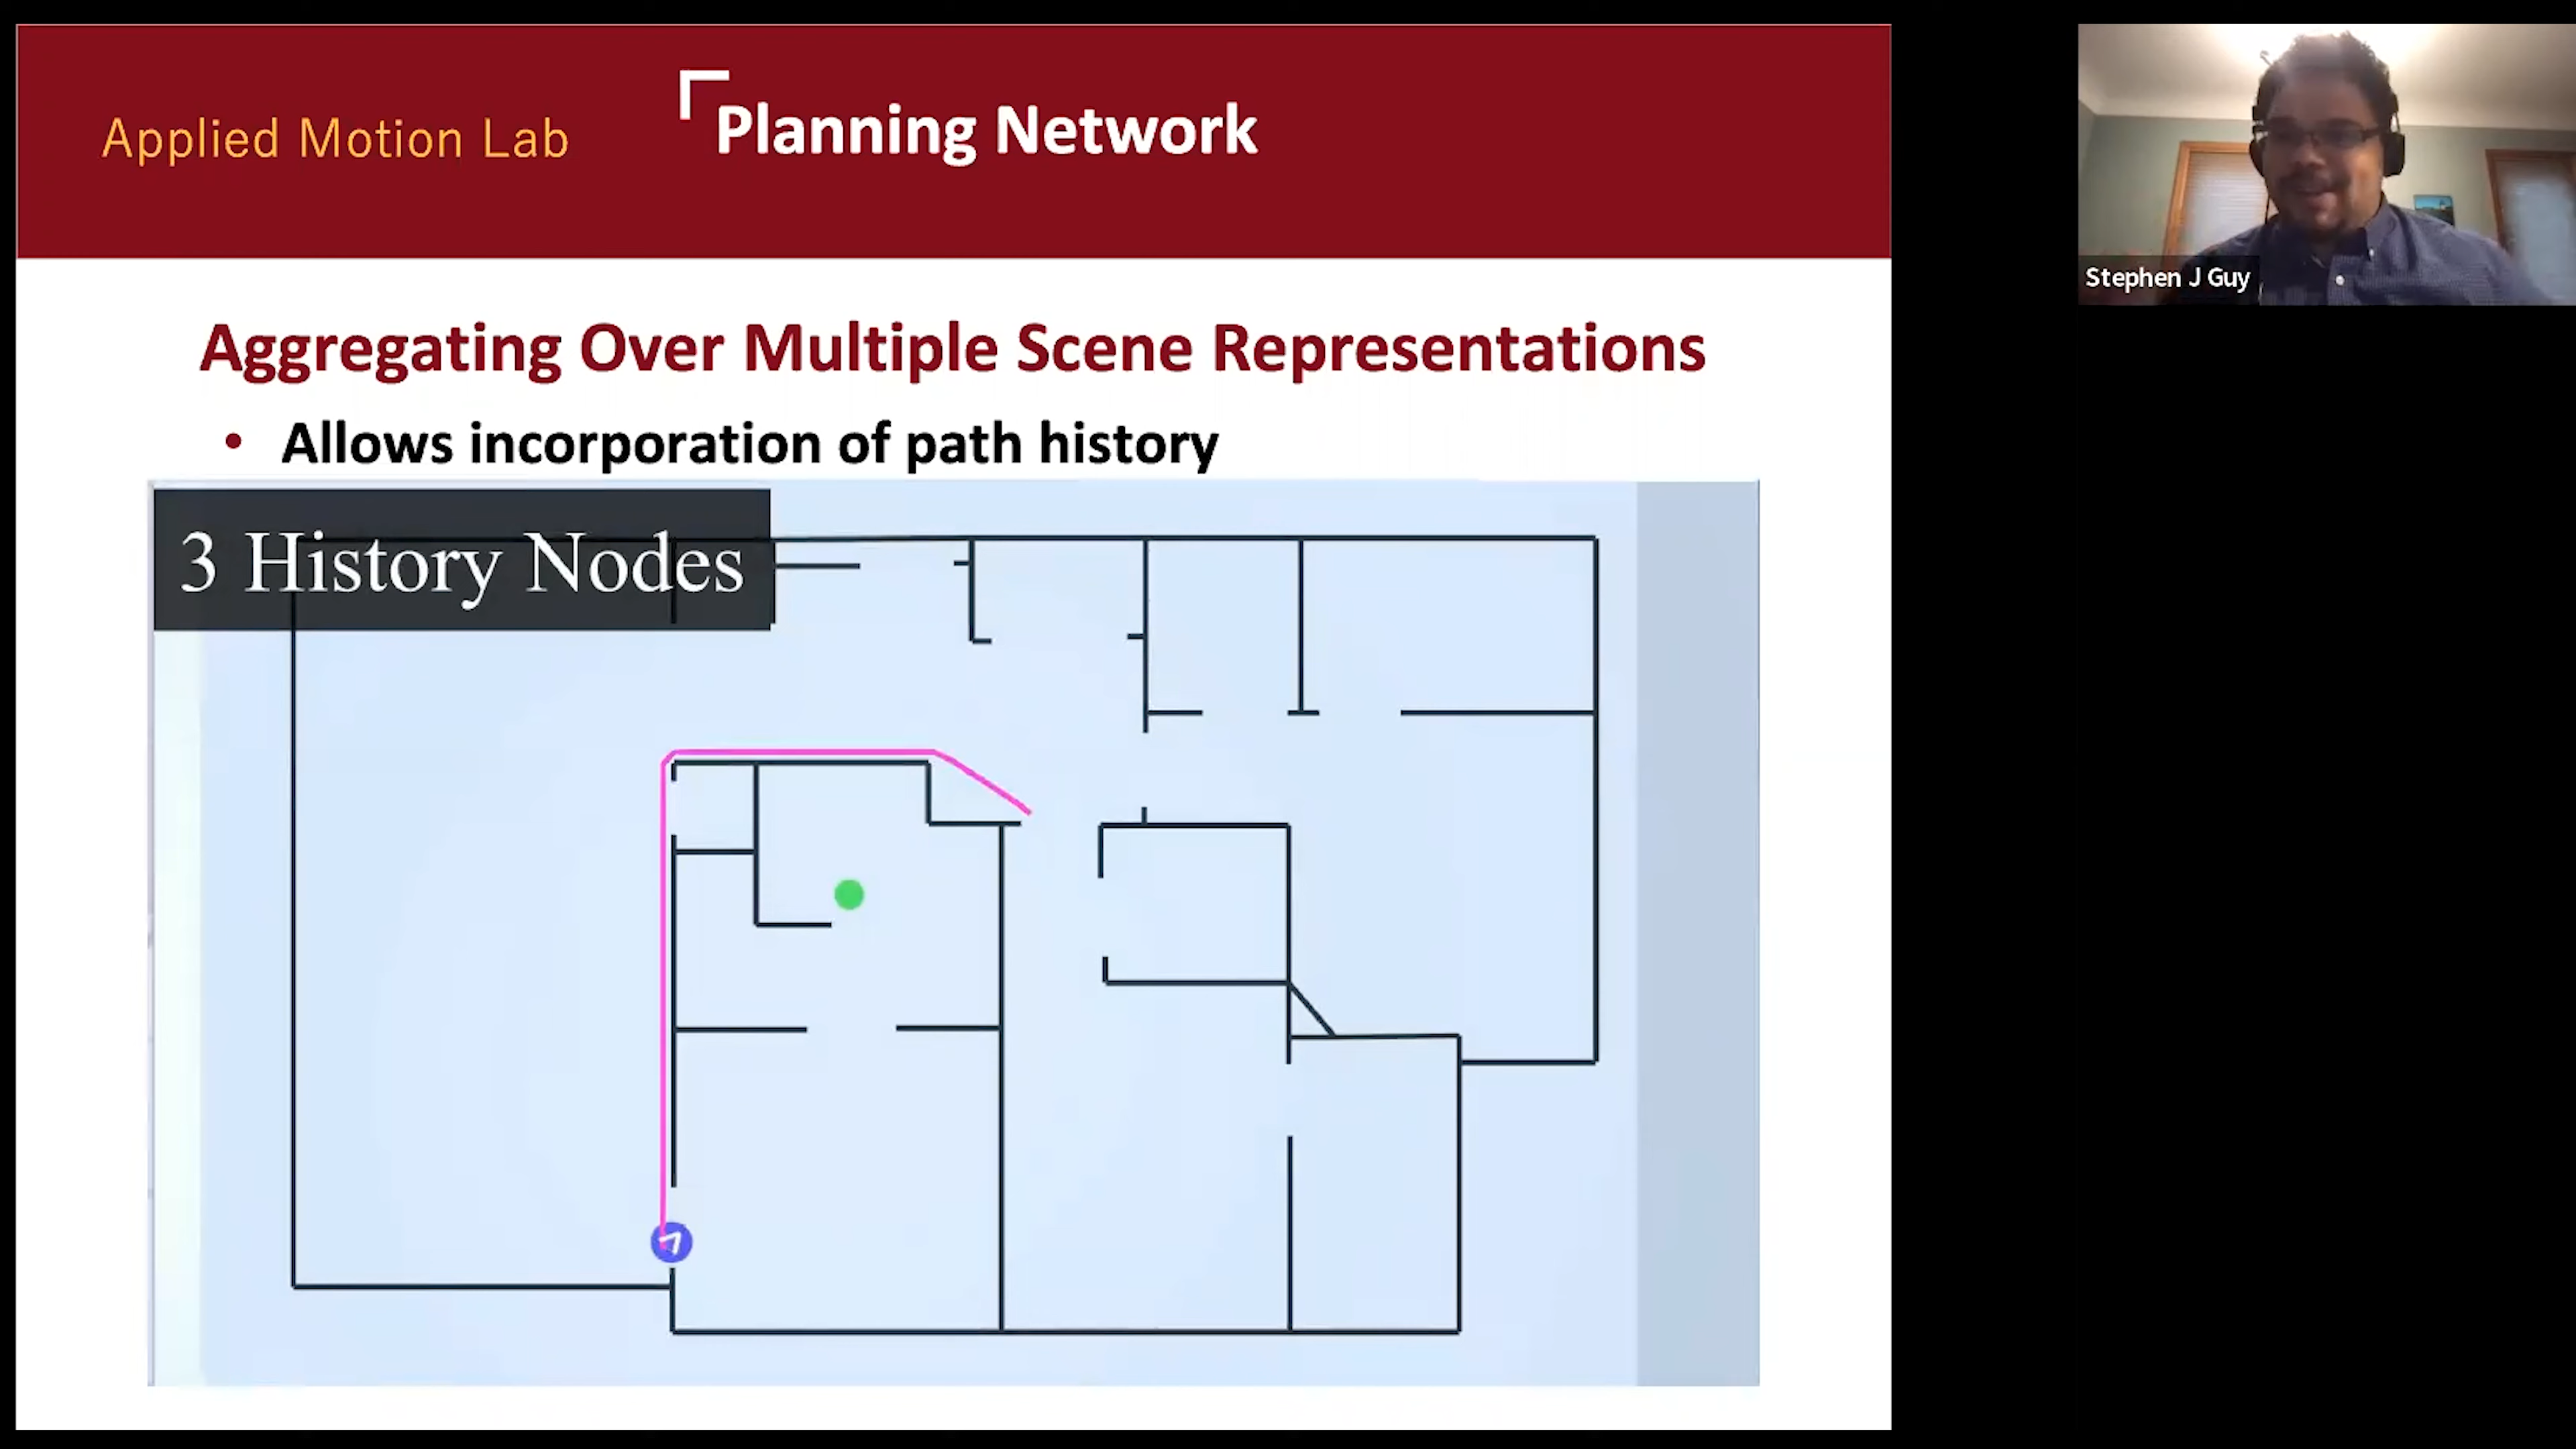 Applied Motion Lab
Planning Network
Stephen J Guy
Aggregating Over Multiple Scene Representations
• Allows incorporation of path history
3 History Nodes